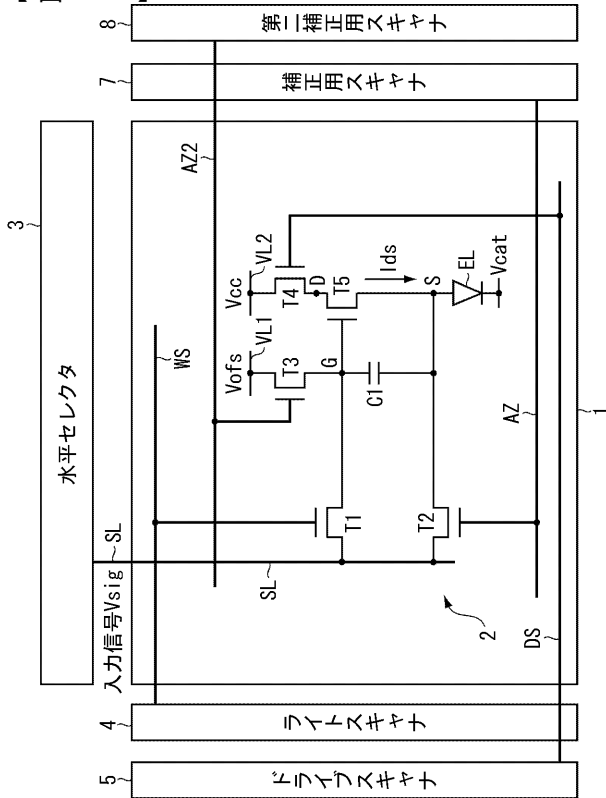 3
水平セレクタ
入力信号Vsig
SL
5
ドライブスキャナ
4
ライトスキャナ
7
補正用スキャナ
8
第二補正用スキャナ
WS
AZ2
SL
Vofs
VL1
Vcc
VL2
T3
T4
D
T1
G
T5
C1
Ids
T2
S
EL
Vcat
2
AZ
DS
1